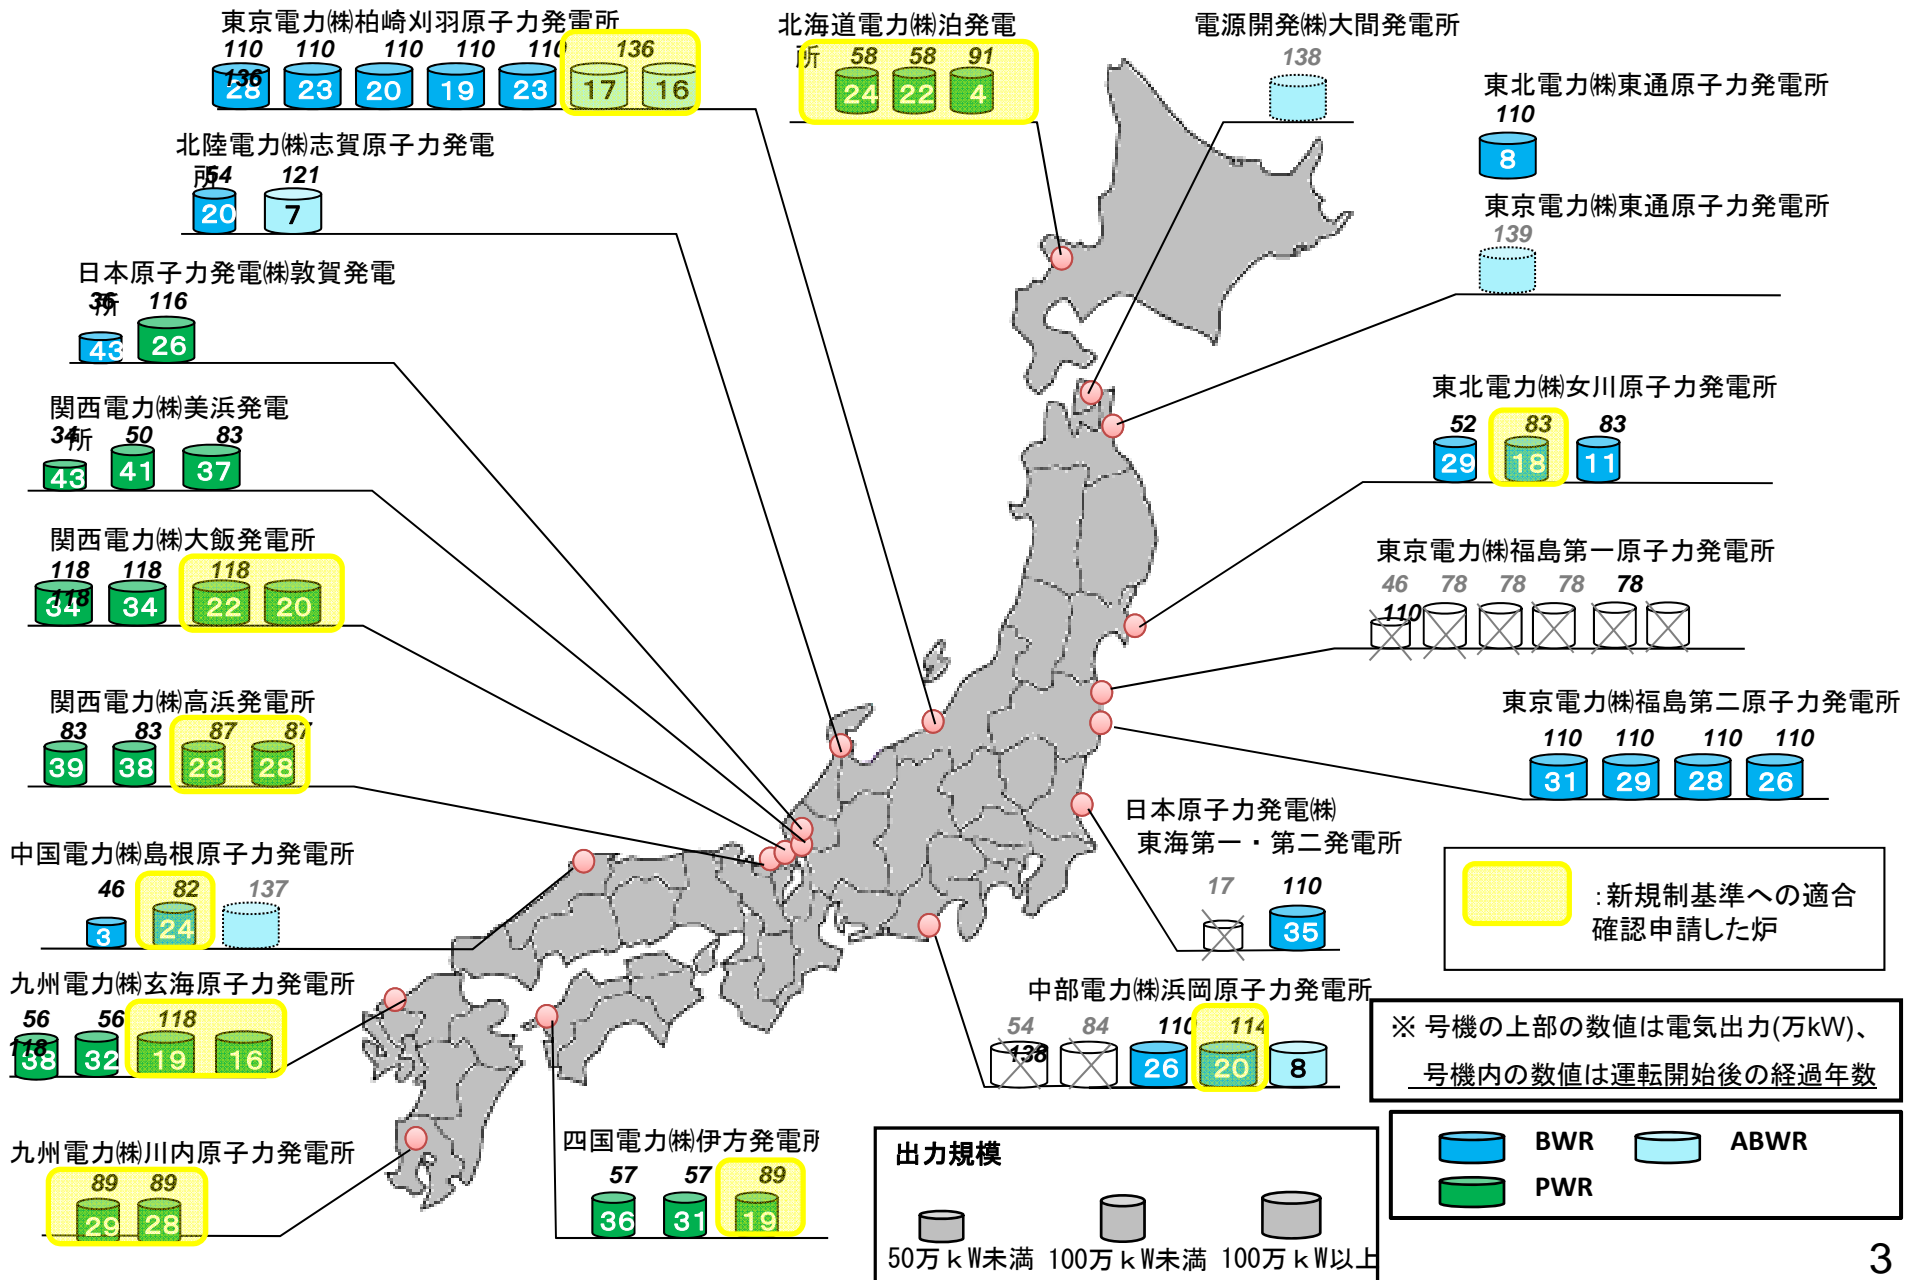 東京電力㈱柏崎刈羽原子力発電所
110 110 110 110 110 136
136
28 23 20 19 23 17 16
北海道電力㈱泊発電
所 58 58 91
24 22 4
電源開発㈱大間発電所
138
東北電力㈱東通原子力発電所
110
8
東京電力㈱東通原子力発電所
139
北陸電力㈱志賀原子力発電
所 54 121
20 7
日本原子力発電㈱敦賀発電
所
36 116
43 26
関西電力㈱美浜発電
所
34 50 83
43 41 37
東北電力㈱女川原子力発電所
52 83 83
29 18 11
関西電力㈱大飯発電所
118 118 118
118
34 34 22 20
東京電力㈱福島第一原子力発電所
46 78 78 78 78
110
関西電力㈱高浜発電所
83 83 87 87
39 38 28 28
東京電力㈱福島第二原子力発電所
110 110 110 110
31 29 28 26
日本原子力発電㈱
東海第一・第二発電所
17 110
35
中国電力㈱島根原子力発電所
46 82 137
3 24
:新規制基準への適合
確認申請した炉
九州電力㈱玄海原子力発電所
56 56 118
118
38 32 19 16
中部電力㈱浜岡原子力発電所
54 84 110 114
138
26 20 8
※ 号機の上部の数値は電気出力(万kW)、
号機内の数値は運転開始後の経過年数
九州電力㈱川内原子力発電所
89 89
29 28
四国電力㈱伊方発電所
57 57 89
36 31 19
出力規模
50万ｋW未満 100万ｋW未満 100万ｋW以上
BWR ABWR
PWR
3